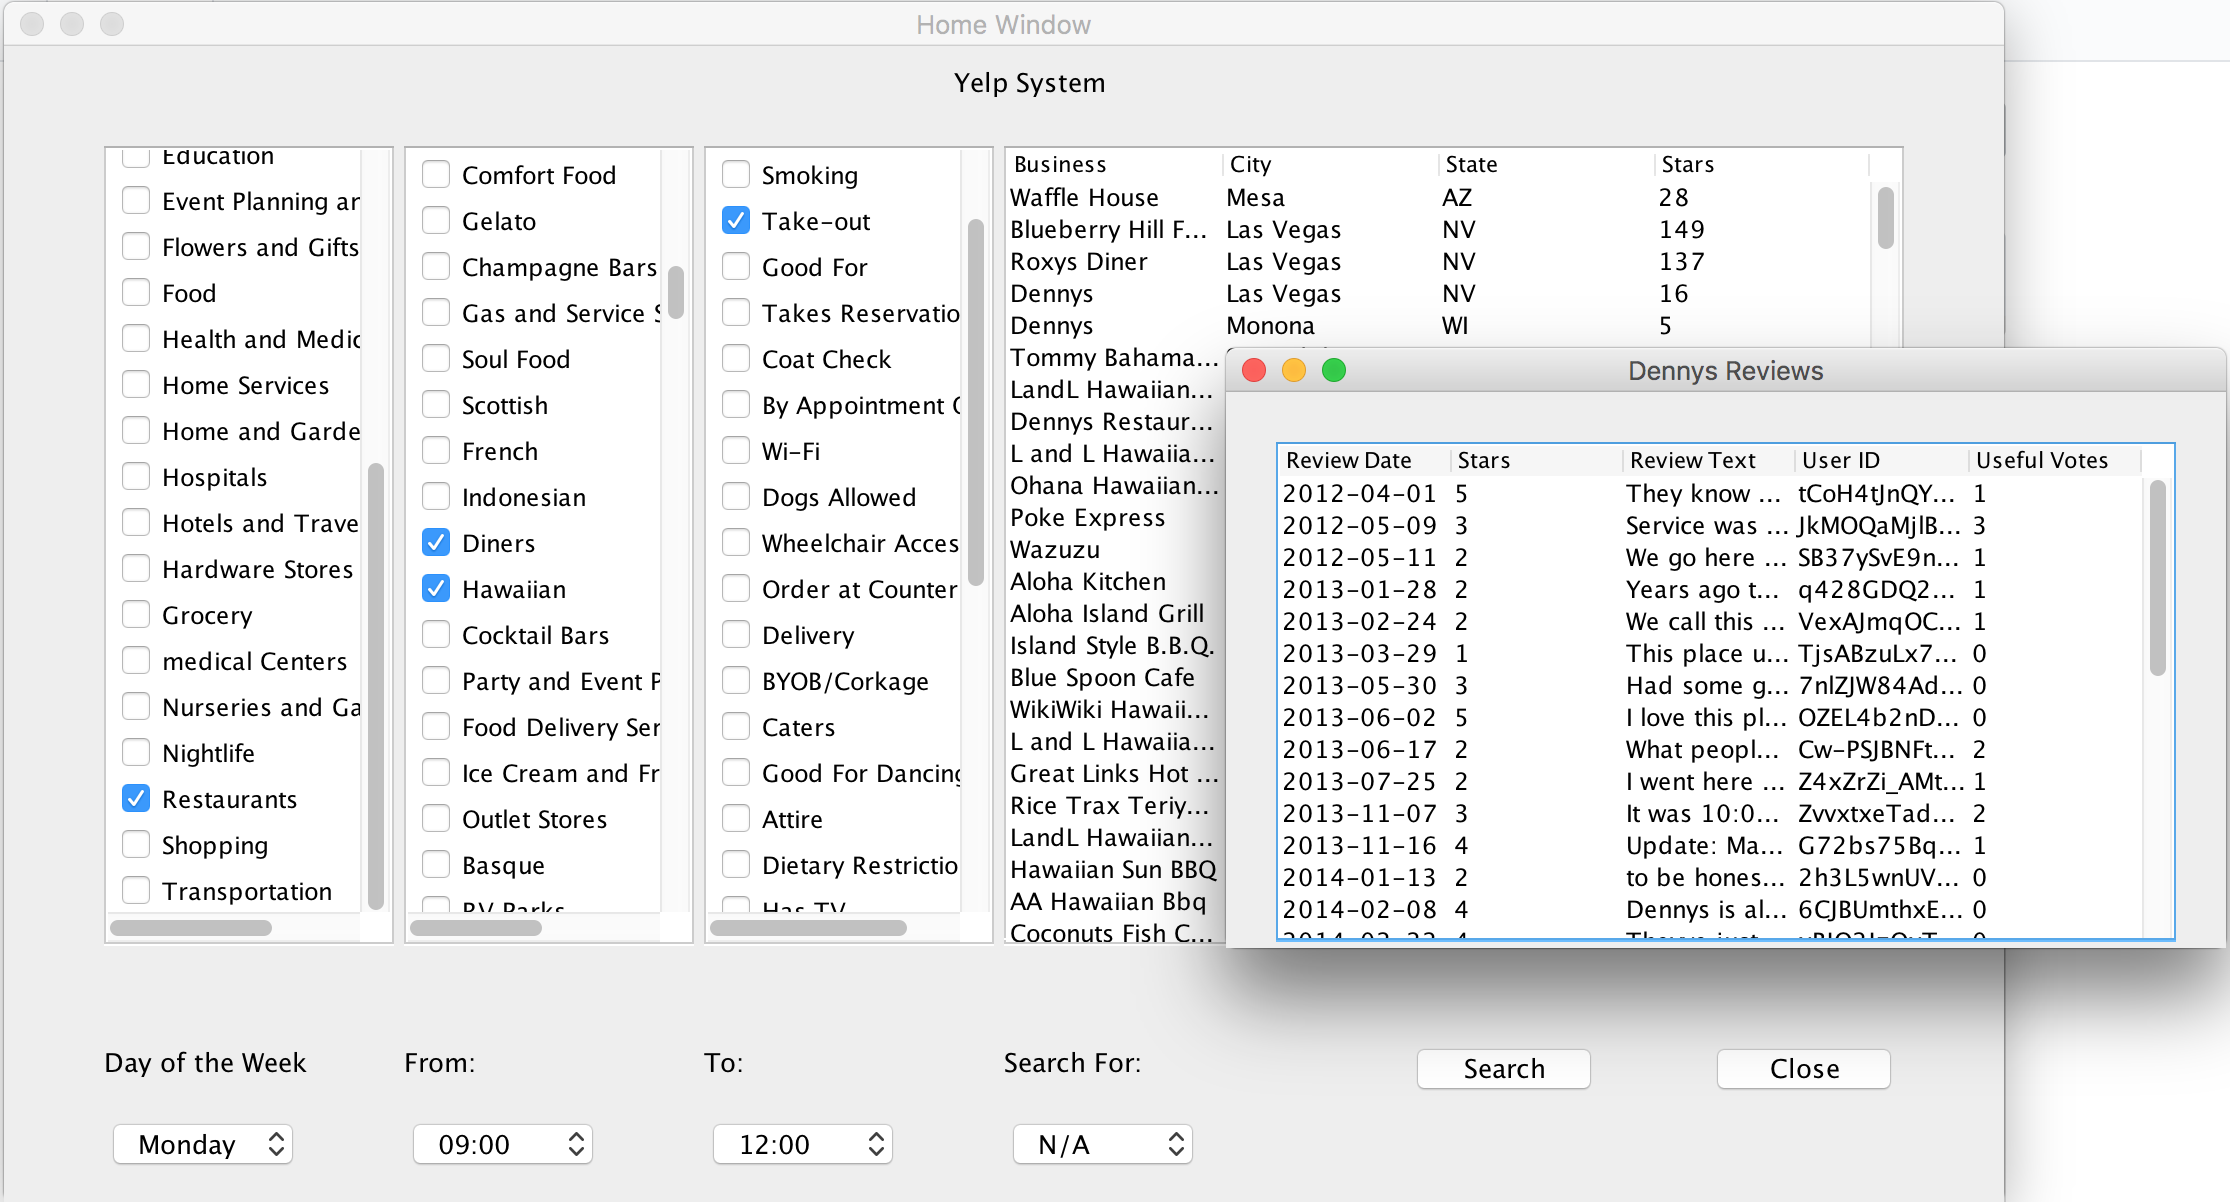 Home Window
Yelp System
Education
Event Planning ar
Flowers and Gifts
Food
Health and Medic
Home Services
Home and Garde
Hospitals
Hotels and Trave
Hardware Stores
Grocery
medical Centers
Nurseries and Ga
Nightlife
Restaurants
Shopping
Transportation
Comfort Food
Gelato
Champagne Bars
Gas and Service S
Soul Food
Scottish
French
Indonesian
Diners
Hawaiian
Cocktail Bars
Party and Event P
Food Delivery Ser
Ice Cream and Fr
Outlet Stores
Basque
RV Parks
Smoking
Take-out
Good For
Takes Reservatio
Coat Check
By Appointment O
Wi-Fi
Dogs Allowed
Wheelchair Acces
Order at Counter
Delivery
BYOB/Corkage
Caters
Good For Dancing
Attire
Dietary Restrictio
Has TV
Business City State Stars
Waffle House Mesa AZ 28
Blueberry Hill F... Las Vegas NV 149
Roxys Diner Las Vegas NV 137
Dennys Las Vegas NV 16
Dennys Monona WI 5
Tommy Bahama...
LandL Hawaiian...
Dennys Restaur...
L and L Hawaiia...
Ohana Hawaiian...
Poke Express
Wazuzu
Aloha Kitchen
Aloha Island Grill
Island Style B.B.Q.
Blue Spoon Cafe
WikiWiki Hawaii...
L and L Hawaiia...
Great Links Hot ...
Rice Trax Teriy...
LandL Hawaiian...
Hawaiian Sun BBQ
AA Hawaiian Bbq
Coconuts Fish C...
Dennys Reviews
Review Date Stars Review Text User ID Useful Votes
2012-04-01 5 They know ... tCoH4tJnQY... 1
2012-05-09 3 Service was ... JkMOQaMjlB... 3
2012-05-11 2 We go here ... SB37ySvE9n... 1
2013-01-28 2 Years ago t... q428GDQ2... 1
2013-02-24 2 We call this ... VexAJmqOC... 1
2013-03-29 1 This place u... TjsABzuLx7... 0
2013-05-30 3 Had some g... 7nlZJW84Ad... 0
2013-06-02 5 I love this pl... OZEL4b2nD... 0
2013-06-17 2 What peopl... Cw-PSJBNFt... 2
2013-07-25 2 I went here ... Z4xZrZi_AMt... 1
2013-11-07 3 It was 10:0... ZvvxtxeTad... 2
2013-11-16 4 Update: Ma... G72bs75Bq... 1
2014-01-13 2 to be hones... 2h3L5wnUV... 0
2014-02-08 4 Dennys is al... 6CJBUmthxE... 0
Day of the Week From: To: Search For: Search Close
Monday 09:00 12:00 N/A